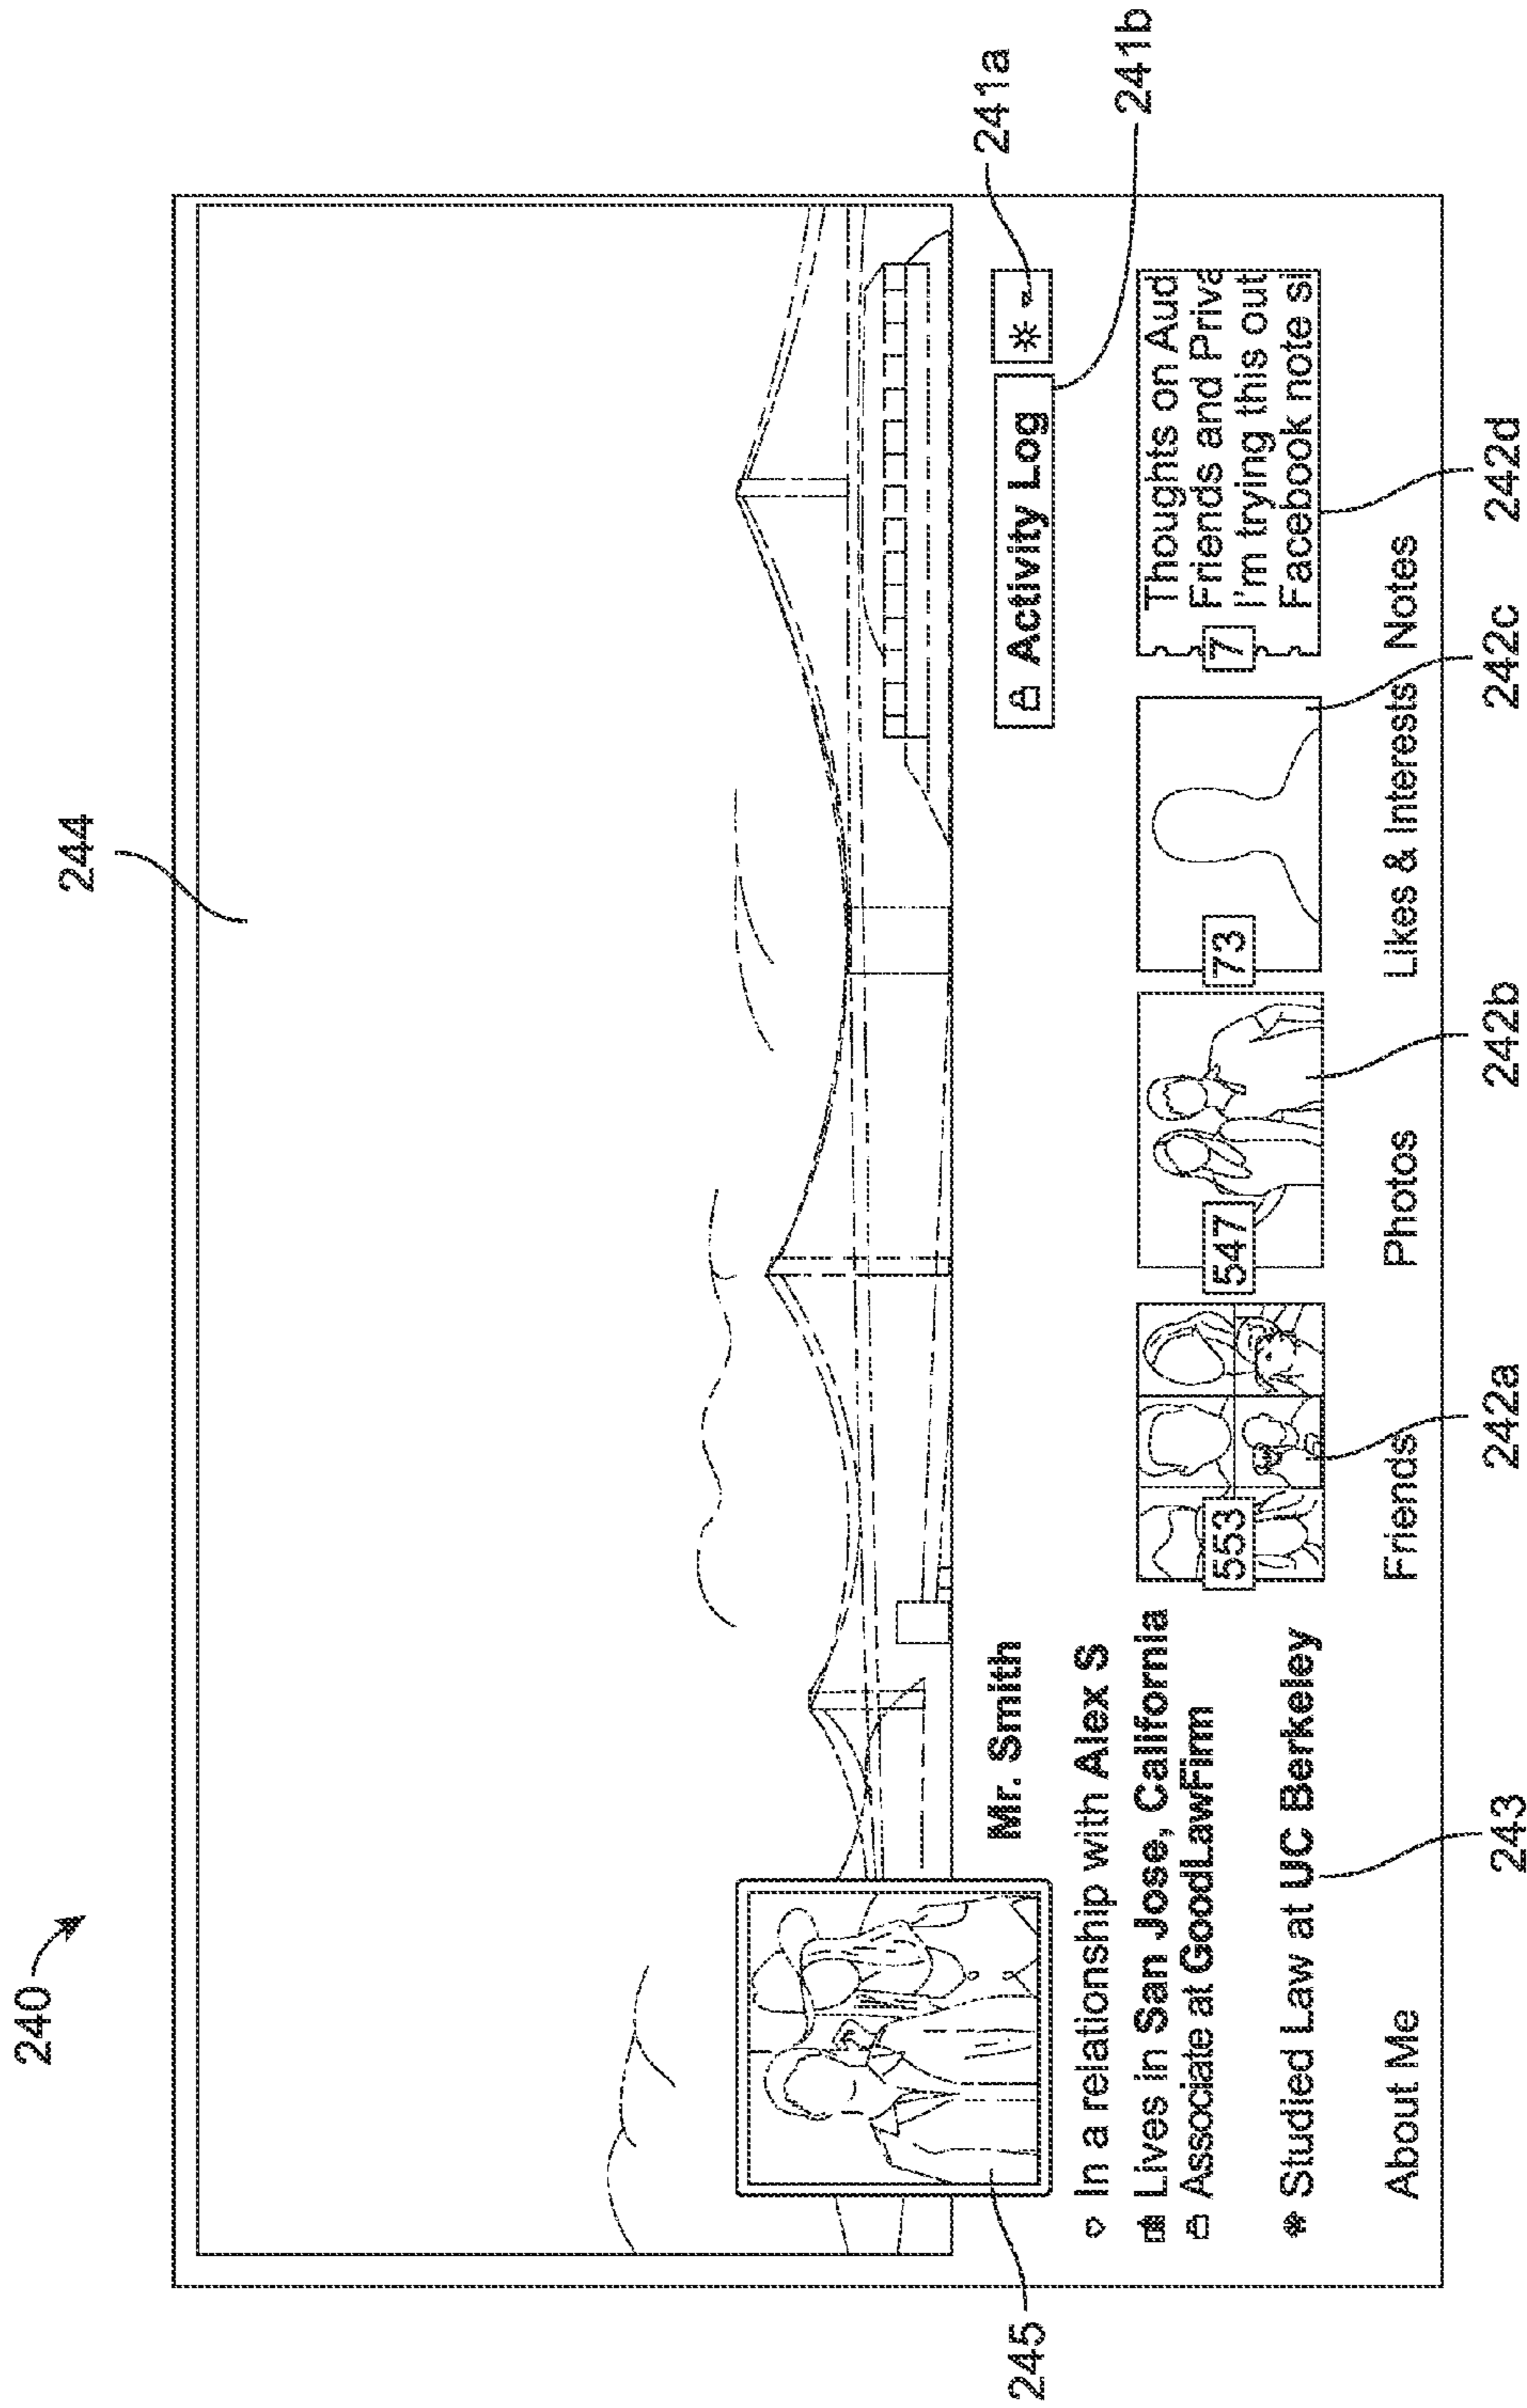 240
244
Mr. Smith
Activity Log
241a
241b
245
In a relationship with Alex S
Lives in San Jose, California
Associate at GoodLawFirm
Studied Law at UC Berkeley
553
547
73
7
Thoughts on Aud
Friends and Priva
I'm trying this out
Facebook note si
About Me
Friends
Photos
Likes & Interests
Notes
243
242a
242b
242c
242d